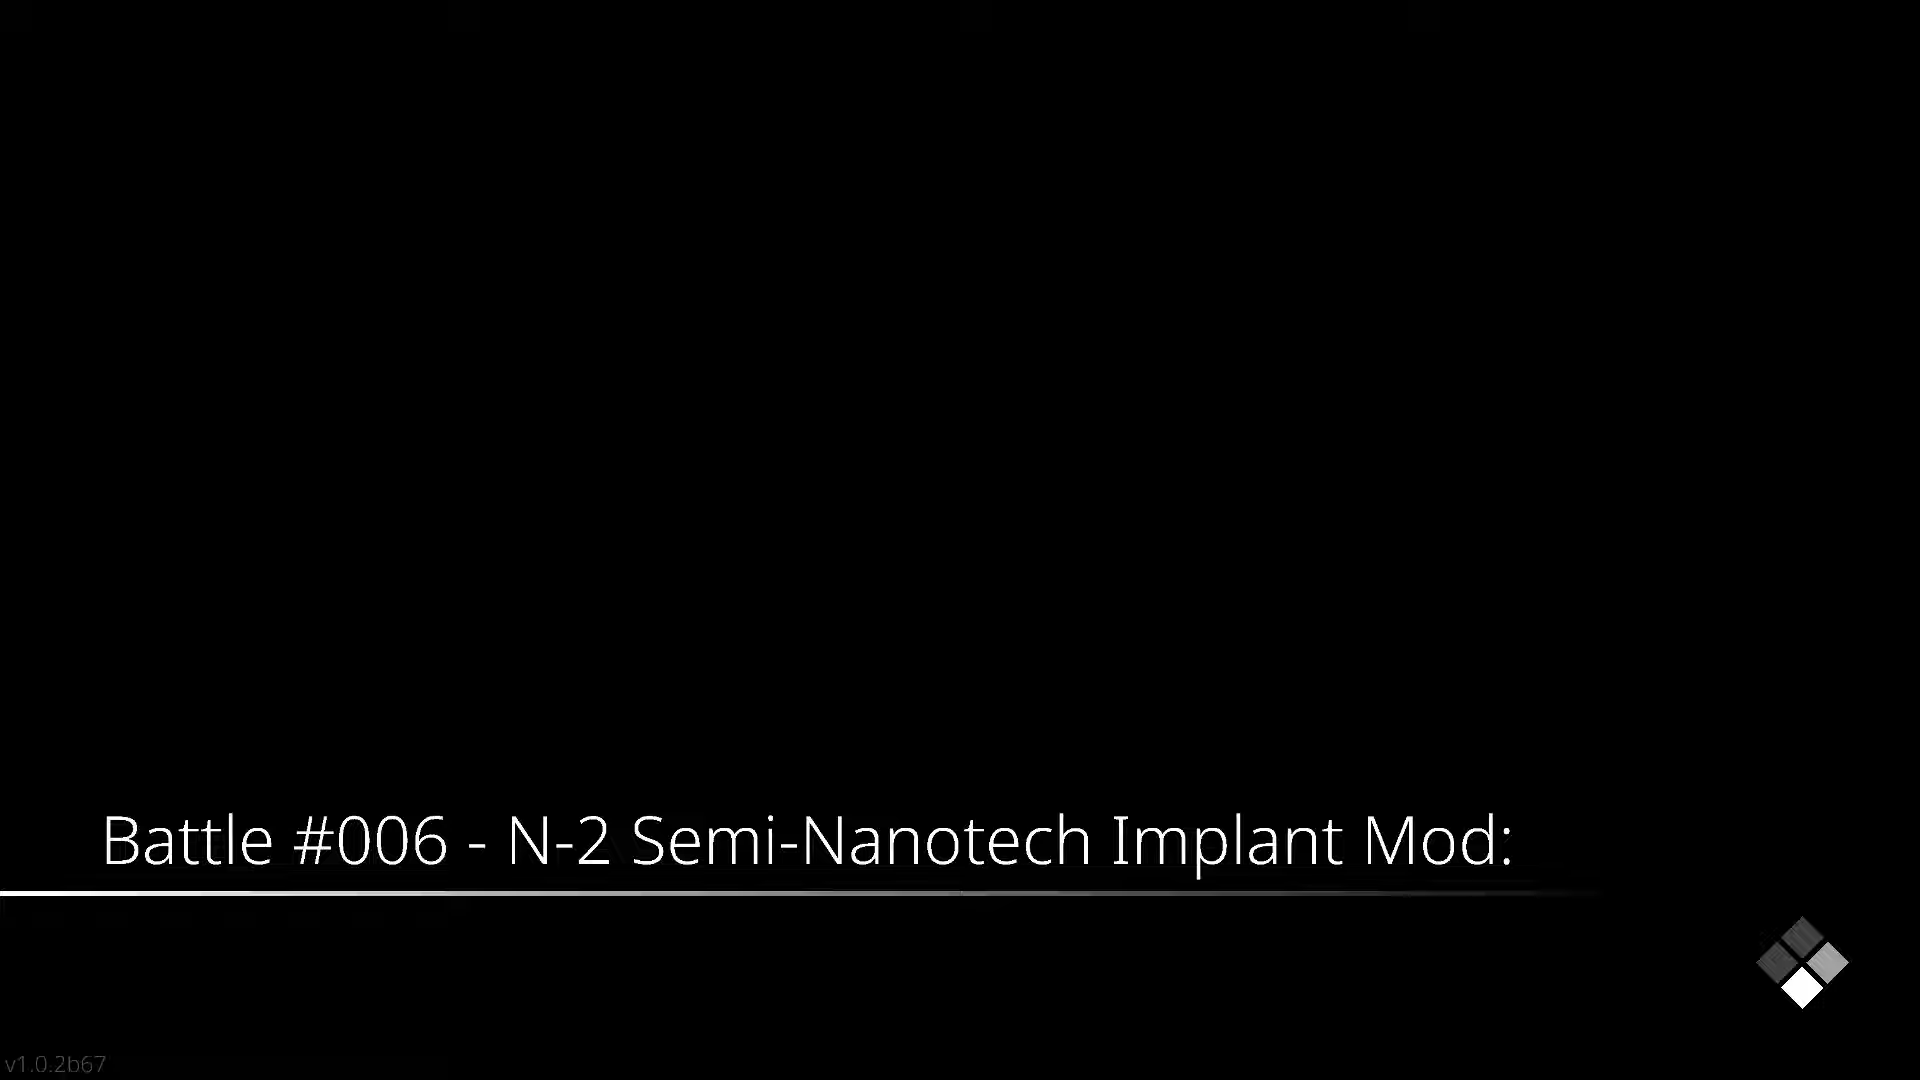 Battle #006 - N-2 Semi-Nanotech Implant Mod:
v1.0.2b67